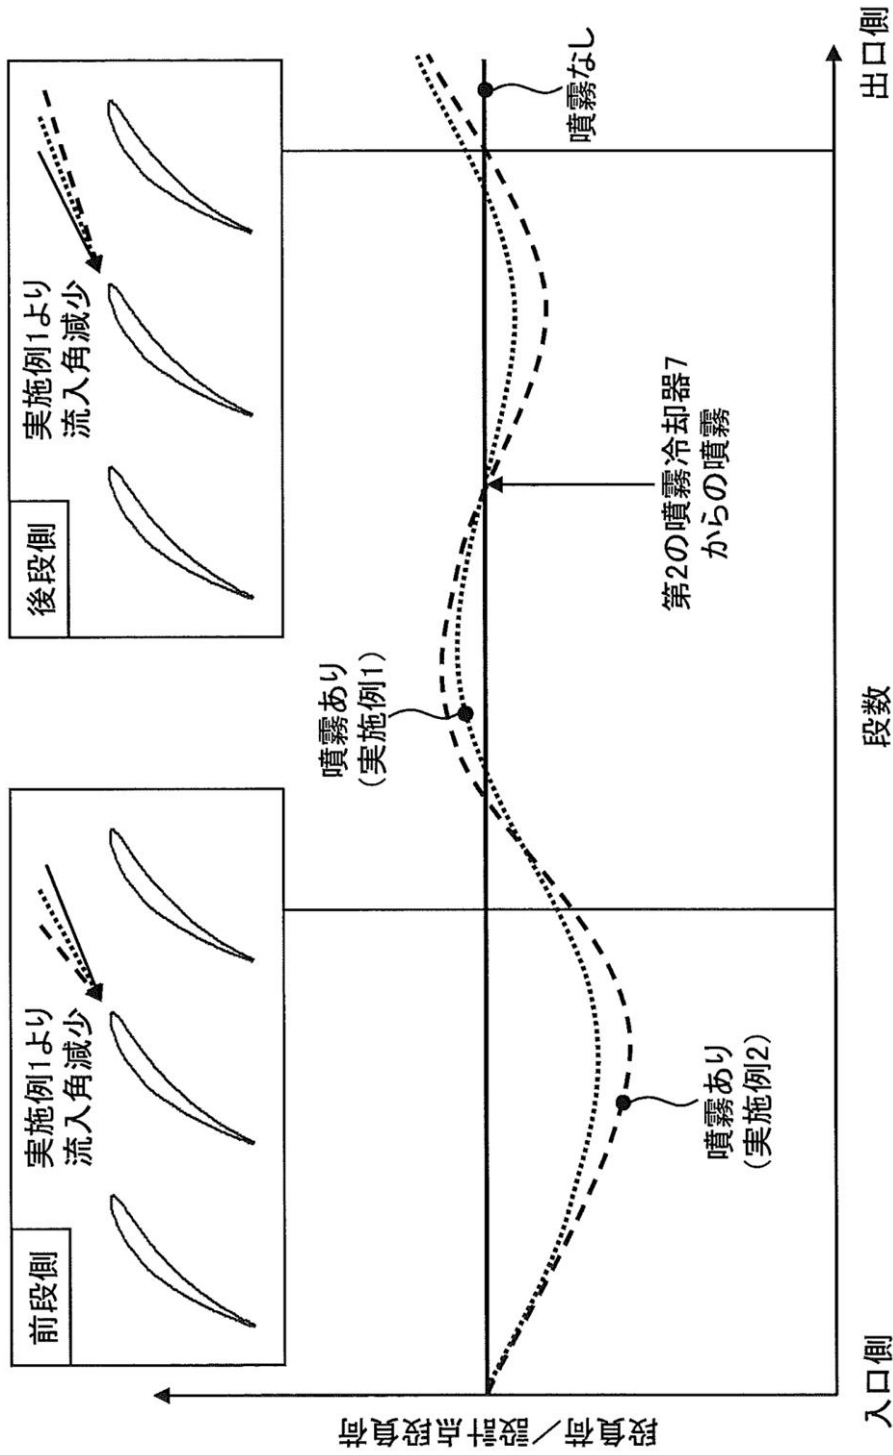 前段側
実施例1より
流入角減少
後段側
実施例1より
流入角減少
段負荷／設計点段負荷
噴霧あり
（実施例1）
噴霧なし
噴霧あり
（実施例2）
第2の噴霧冷却器7
からの噴霧
入口側
段数
出口側